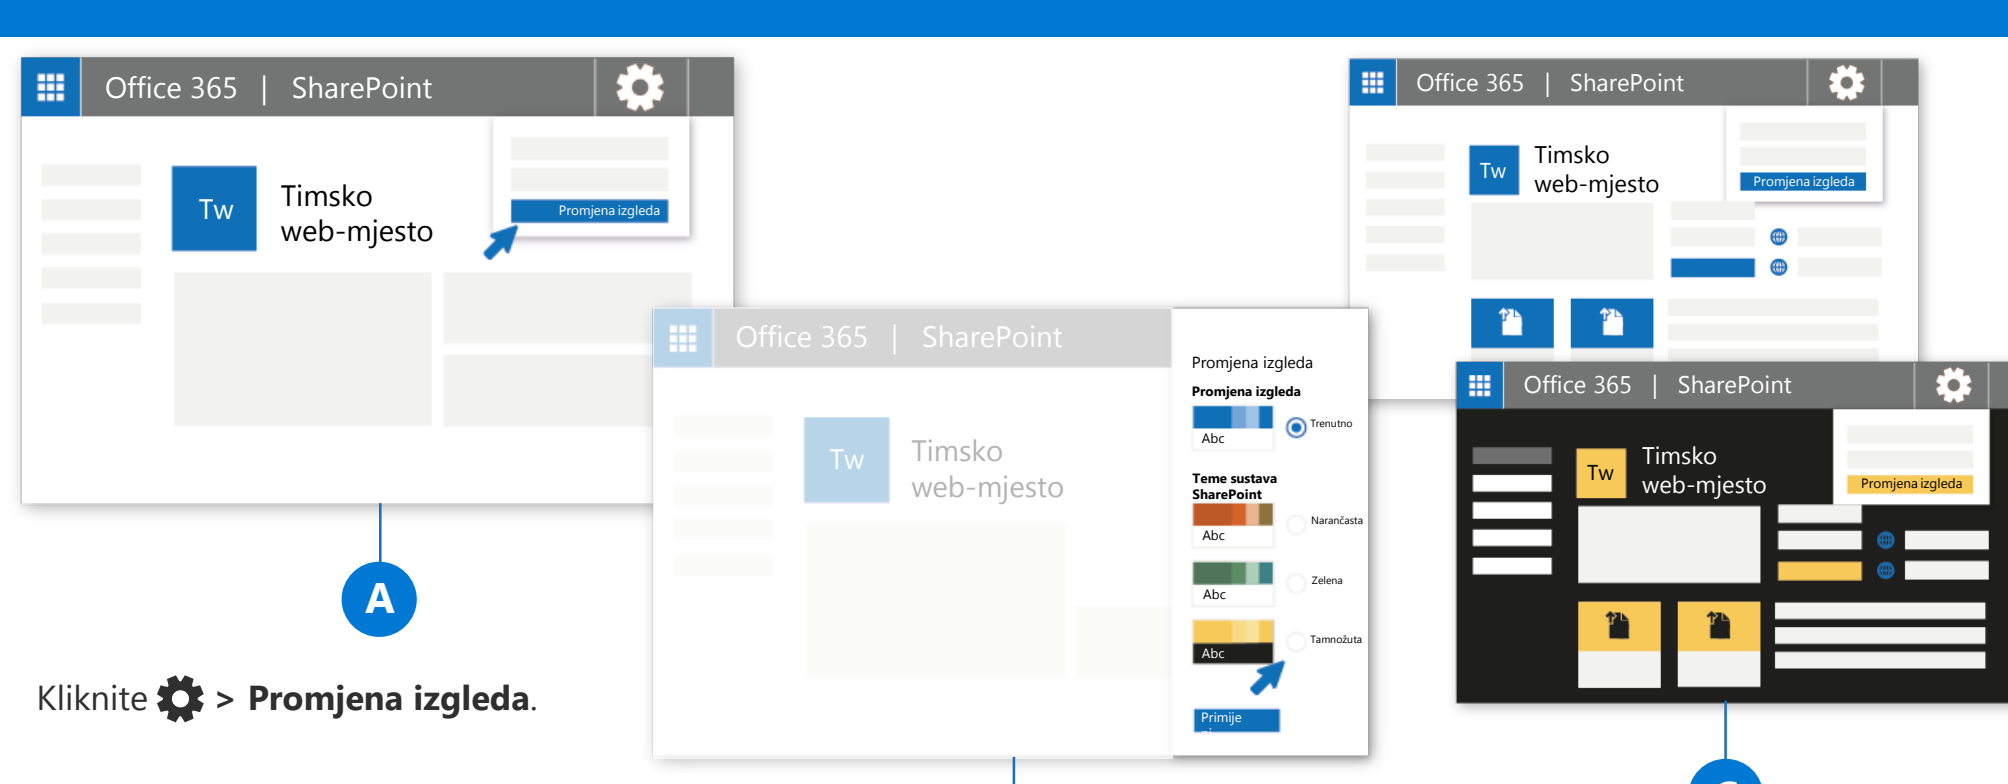 Office 365 | SharePoint
Tw
Timsko
web-mjesto
Promjena izgleda
A
Kliknite > Promjena izgleda.
Office 365 | SharePoint
Tw
Timsko
web-mjesto
Promjena izgleda
Promjena izgleda
Abc
Trenutno
Teme sustava
SharePoint
Abc
Narančasta
Abc
Zelena
Abc
Tamnožuta
Primije
Office 365 | SharePoint
Tw
Timsko
web-mjesto
Promjena izgleda
Office 365 | SharePoint
Tw
Timsko
web-mjesto
Promjena izgleda